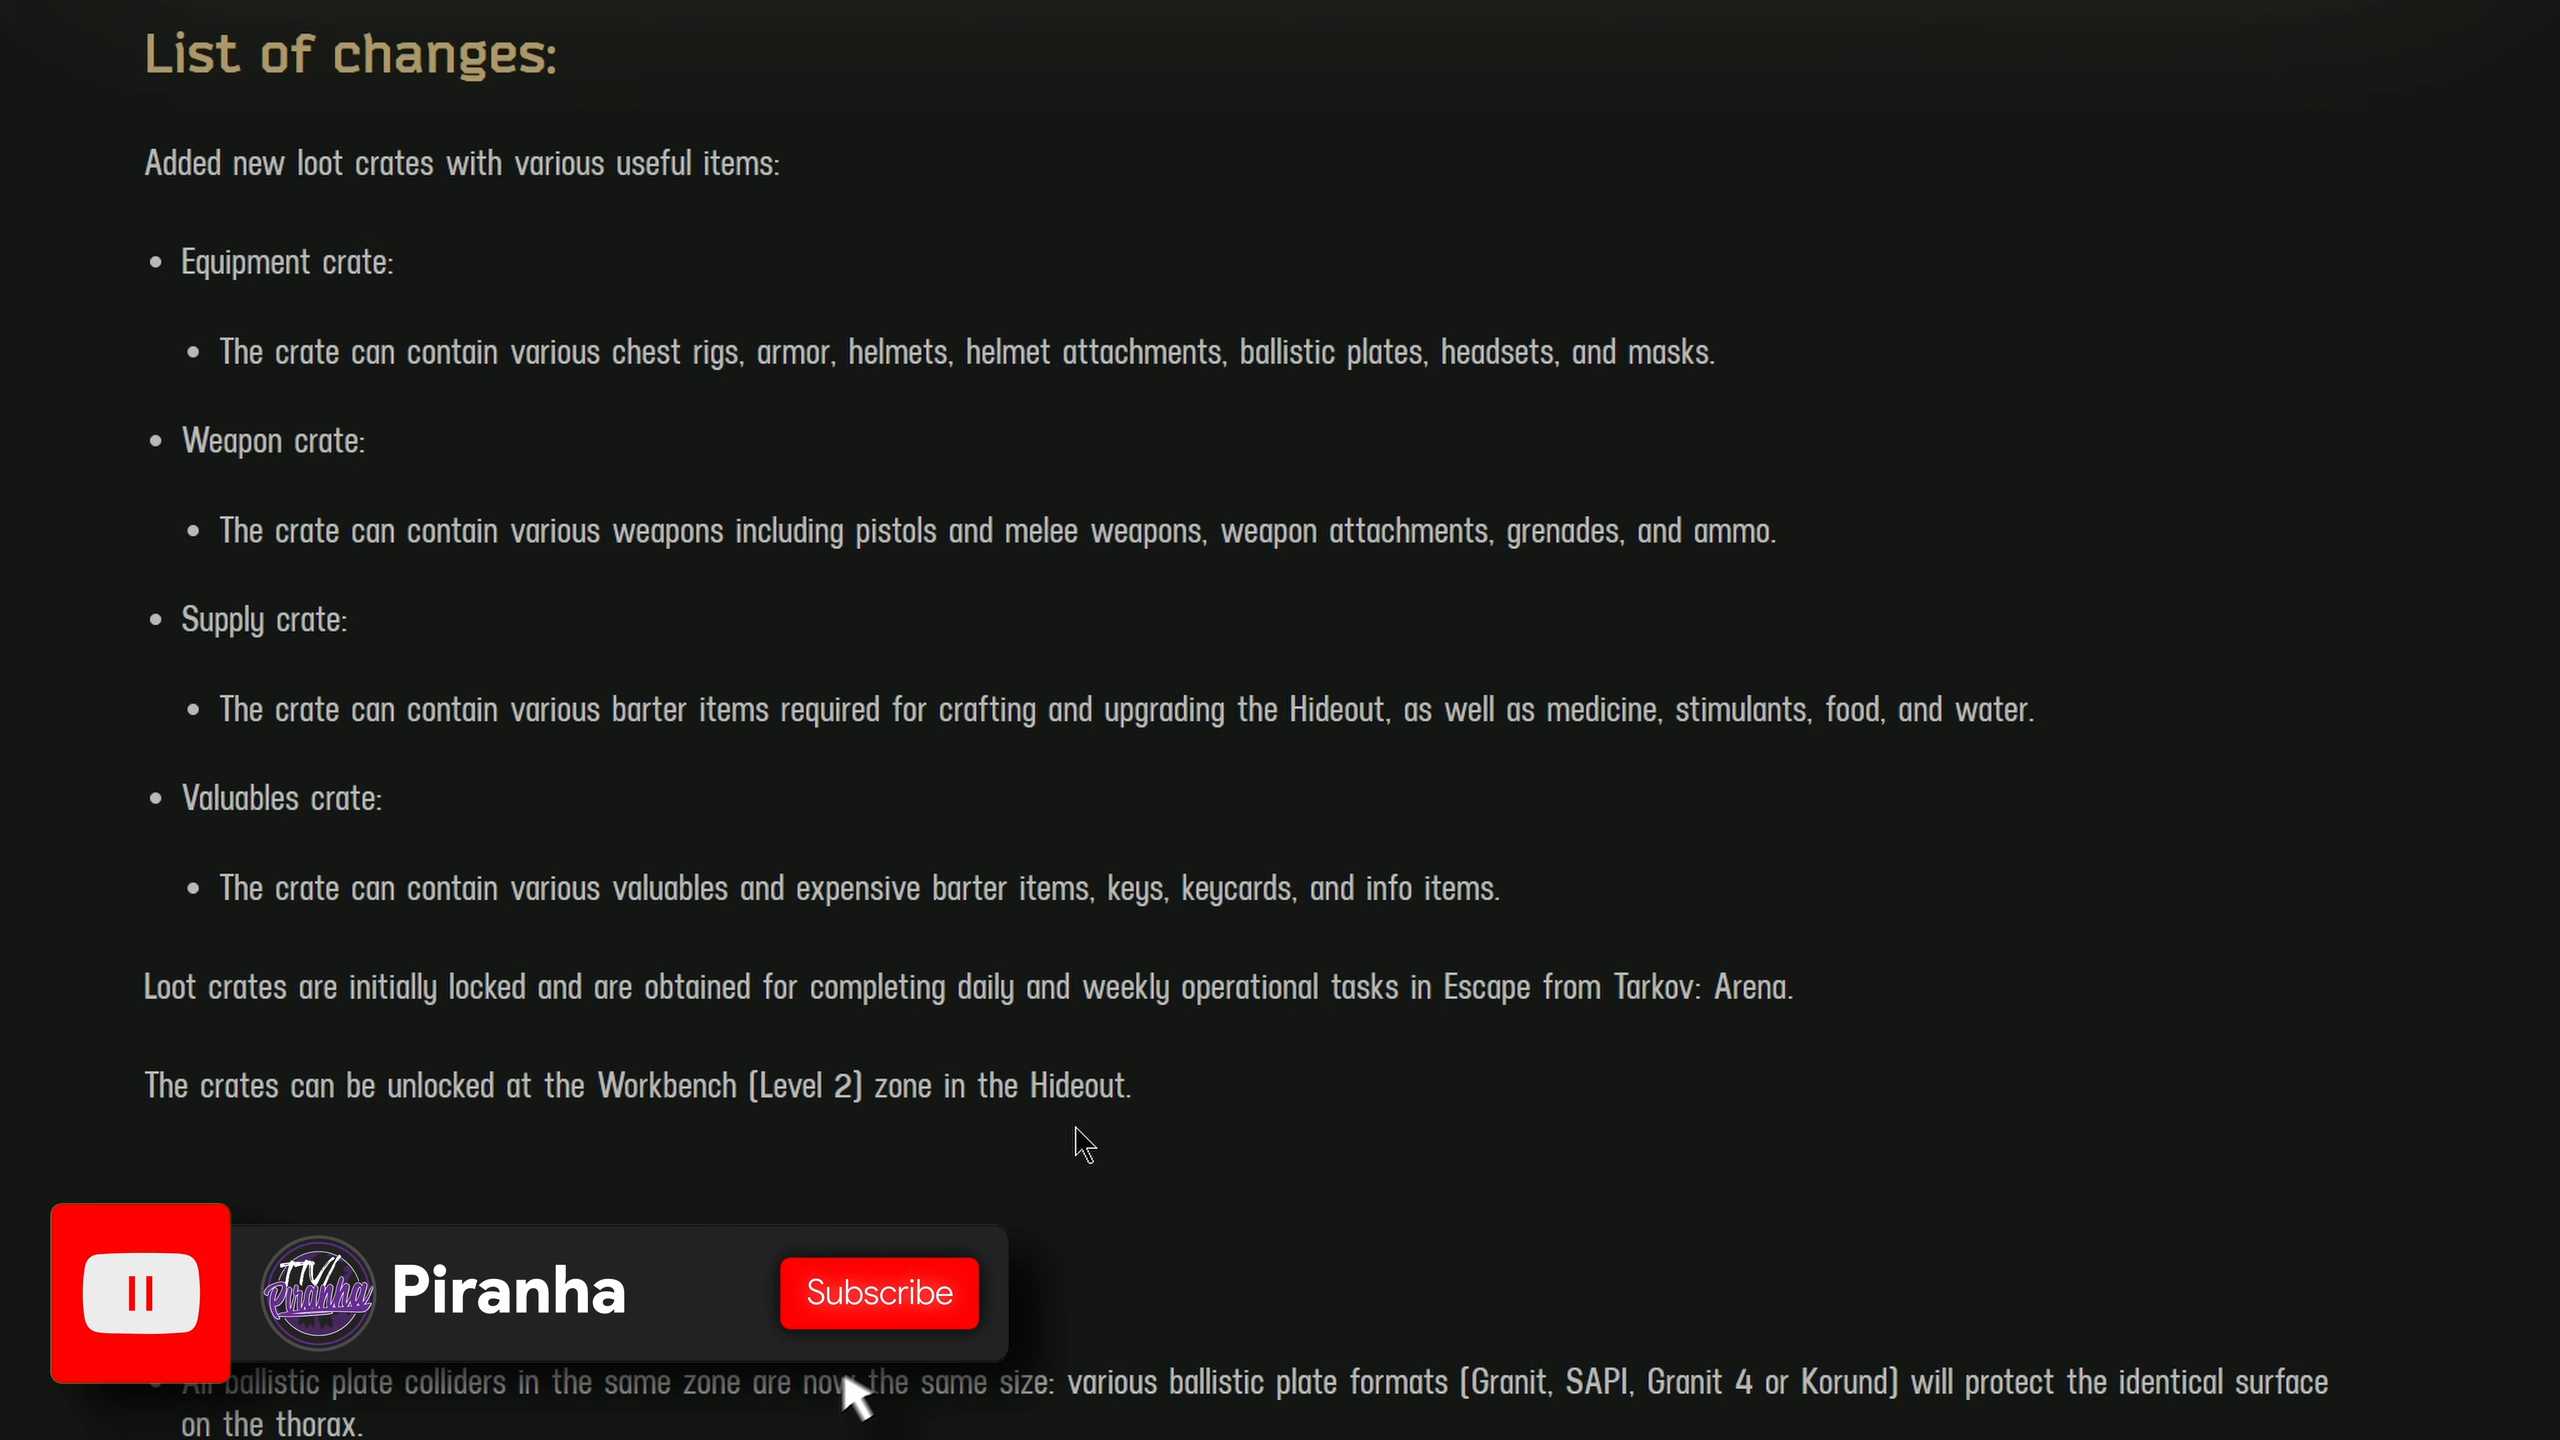 List of changes:
Added new loot crates with various useful items:
• Equipment crate:
• The crate can contain various chest rigs, armor, helmets, helmet attachments, ballistic plates, headsets, and masks.
• Weapon crate:
• The crate can contain various weapons including pistols and melee weapons, weapon attachments, grenades, and ammo.
• Supply crate:
• The crate can contain various barter items required for crafting and upgrading the Hideout, as well as medicine, stimulants, food, and water.
• Valuables crate:
• The crate can contain various valuables and expensive barter items, keys, keycards, and info items.
Loot crates are initially locked and are obtained for completing daily and weekly operational tasks in Escape from Tarkov: Arena.
The crates can be unlocked at the Workbench (Level 2) zone in the Hideout.
TTV/
Piranha
Piranha
Subscribe
• All ballistic plate colliders in the same zone are now the same size: various ballistic plate formats (Granit, SAPI, Granit 4 or Korund) will protect the identical surface
on the thorax.